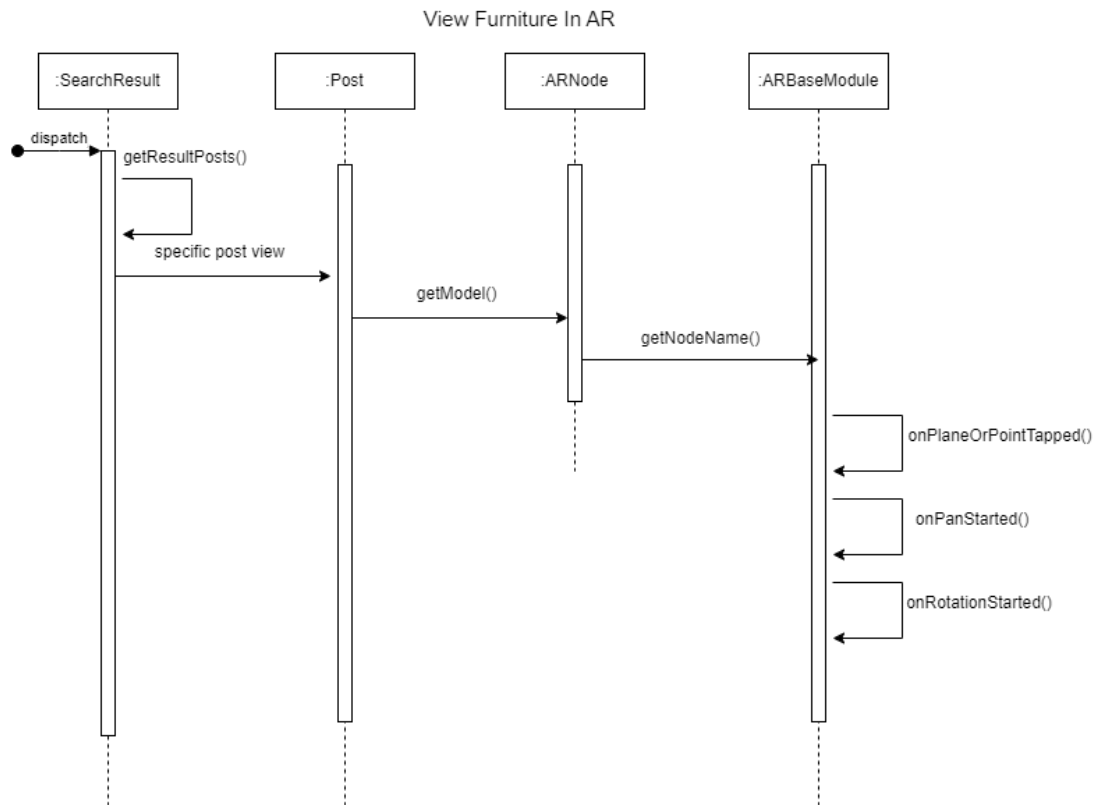 View Furniture In AR
:SearchResult
:Post
:ARNode
:ARBaseModule
dispatch
getResultPosts()
specific post view
getModel()
getNodeName()
onPlaneOrPointTapped()
onPanStarted()
onRotationStarted()